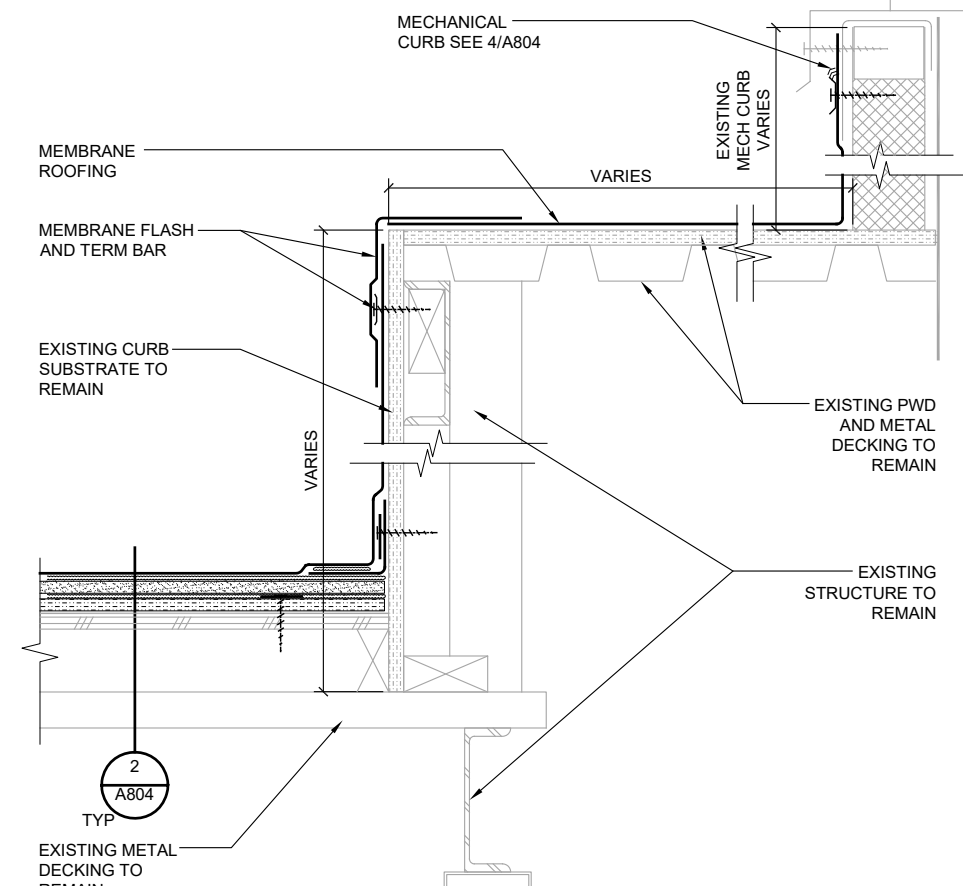 MECHANICAL
CURB SEE 4/A804
EXISTING
MECH CURB
VARIES
MEMBRANE
ROOFING
VARIES
MEMBRANE FLASH
AND TERM BAR
EXISTING CURB
SUBSTRATE TO
REMAIN
VARIES
EXISTING PWD
AND METAL
DECKING TO
REMAIN
EXISTING
STRUCTURE TO
REMAIN
2
A804
TYP
EXISTING METAL
DECKING TO
REMAIN